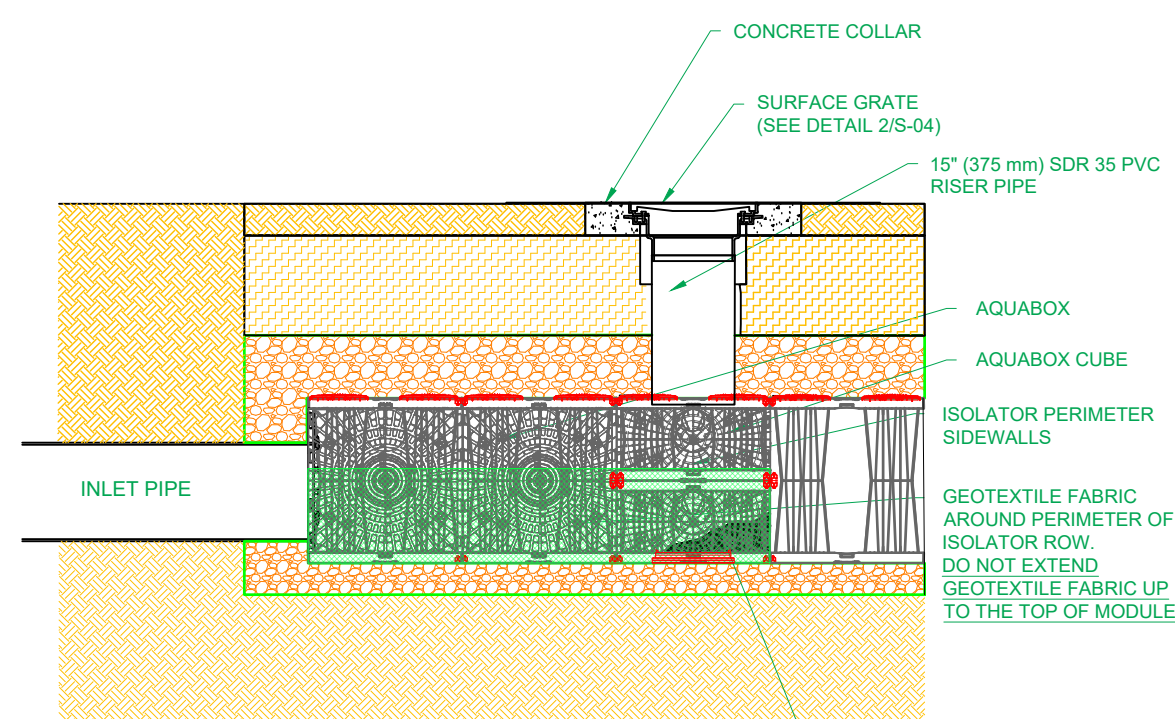 CONCRETE COLLAR
SURFACE GRATE
(SEE DETAIL 2/S-04)
15" (375 mm) SDR 35 PVC
RISER PIPE
AQUABOX
AQUABOX CUBE
ISOLATOR PERIMETER
SIDEWALLS
INLET PIPE
GEOTEXTILE FABRIC
AROUND PERIMETER OF
ISOLATOR ROW.
DO NOT EXTEND
GEOTEXTILE FABRIC UP
TO THE TOP OF MODULE